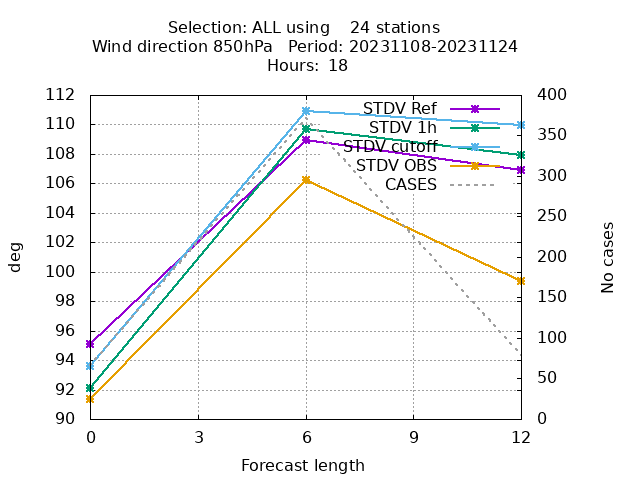 Selection: ALL using    24 stations
Wind direction 850hPa   Period: 20231108-20231124
Hours: 18
112
110
108
106
104
102
100
98
96
94
92
90
deg
400
350
300
250
200
150
100
50
0
No cases
STDV Ref
STDV 1h
STDV cutoff
STDV OBS
CASES
0 3 6 9 12
Forecast length